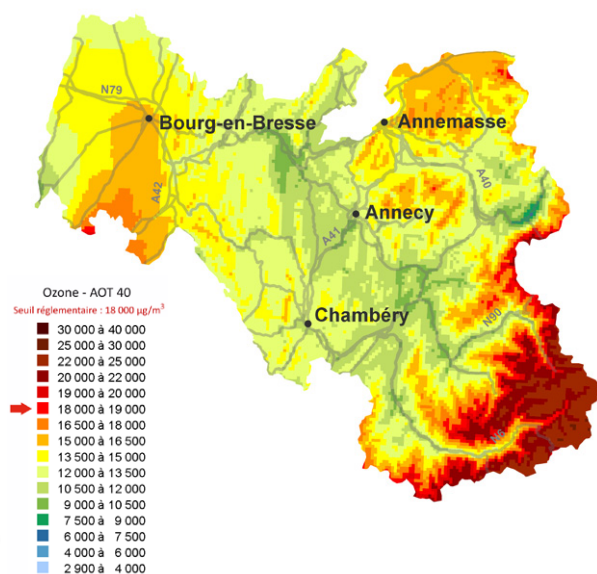 N79
Bourg-en-Bresse
A42
Annemasse
A40
Annecy
A41
Chambéry
N90
N6
Ozone - AOT 40
Seuil réglementaire : 18 000 µg/m³
30 000 à 40 000
25 000 à 30 000
22 000 à 25 000
20 000 à 22 000
19 000 à 20 000
18 000 à 19 000
16 500 à 18 000
15 000 à 16 500
13 500 à 15 000
12 000 à 13 500
10 500 à 12 000
9 000 à 10 500
7 500 à 9 000
6 000 à 7 500
4 000 à 6 000
2 900 à 4 000